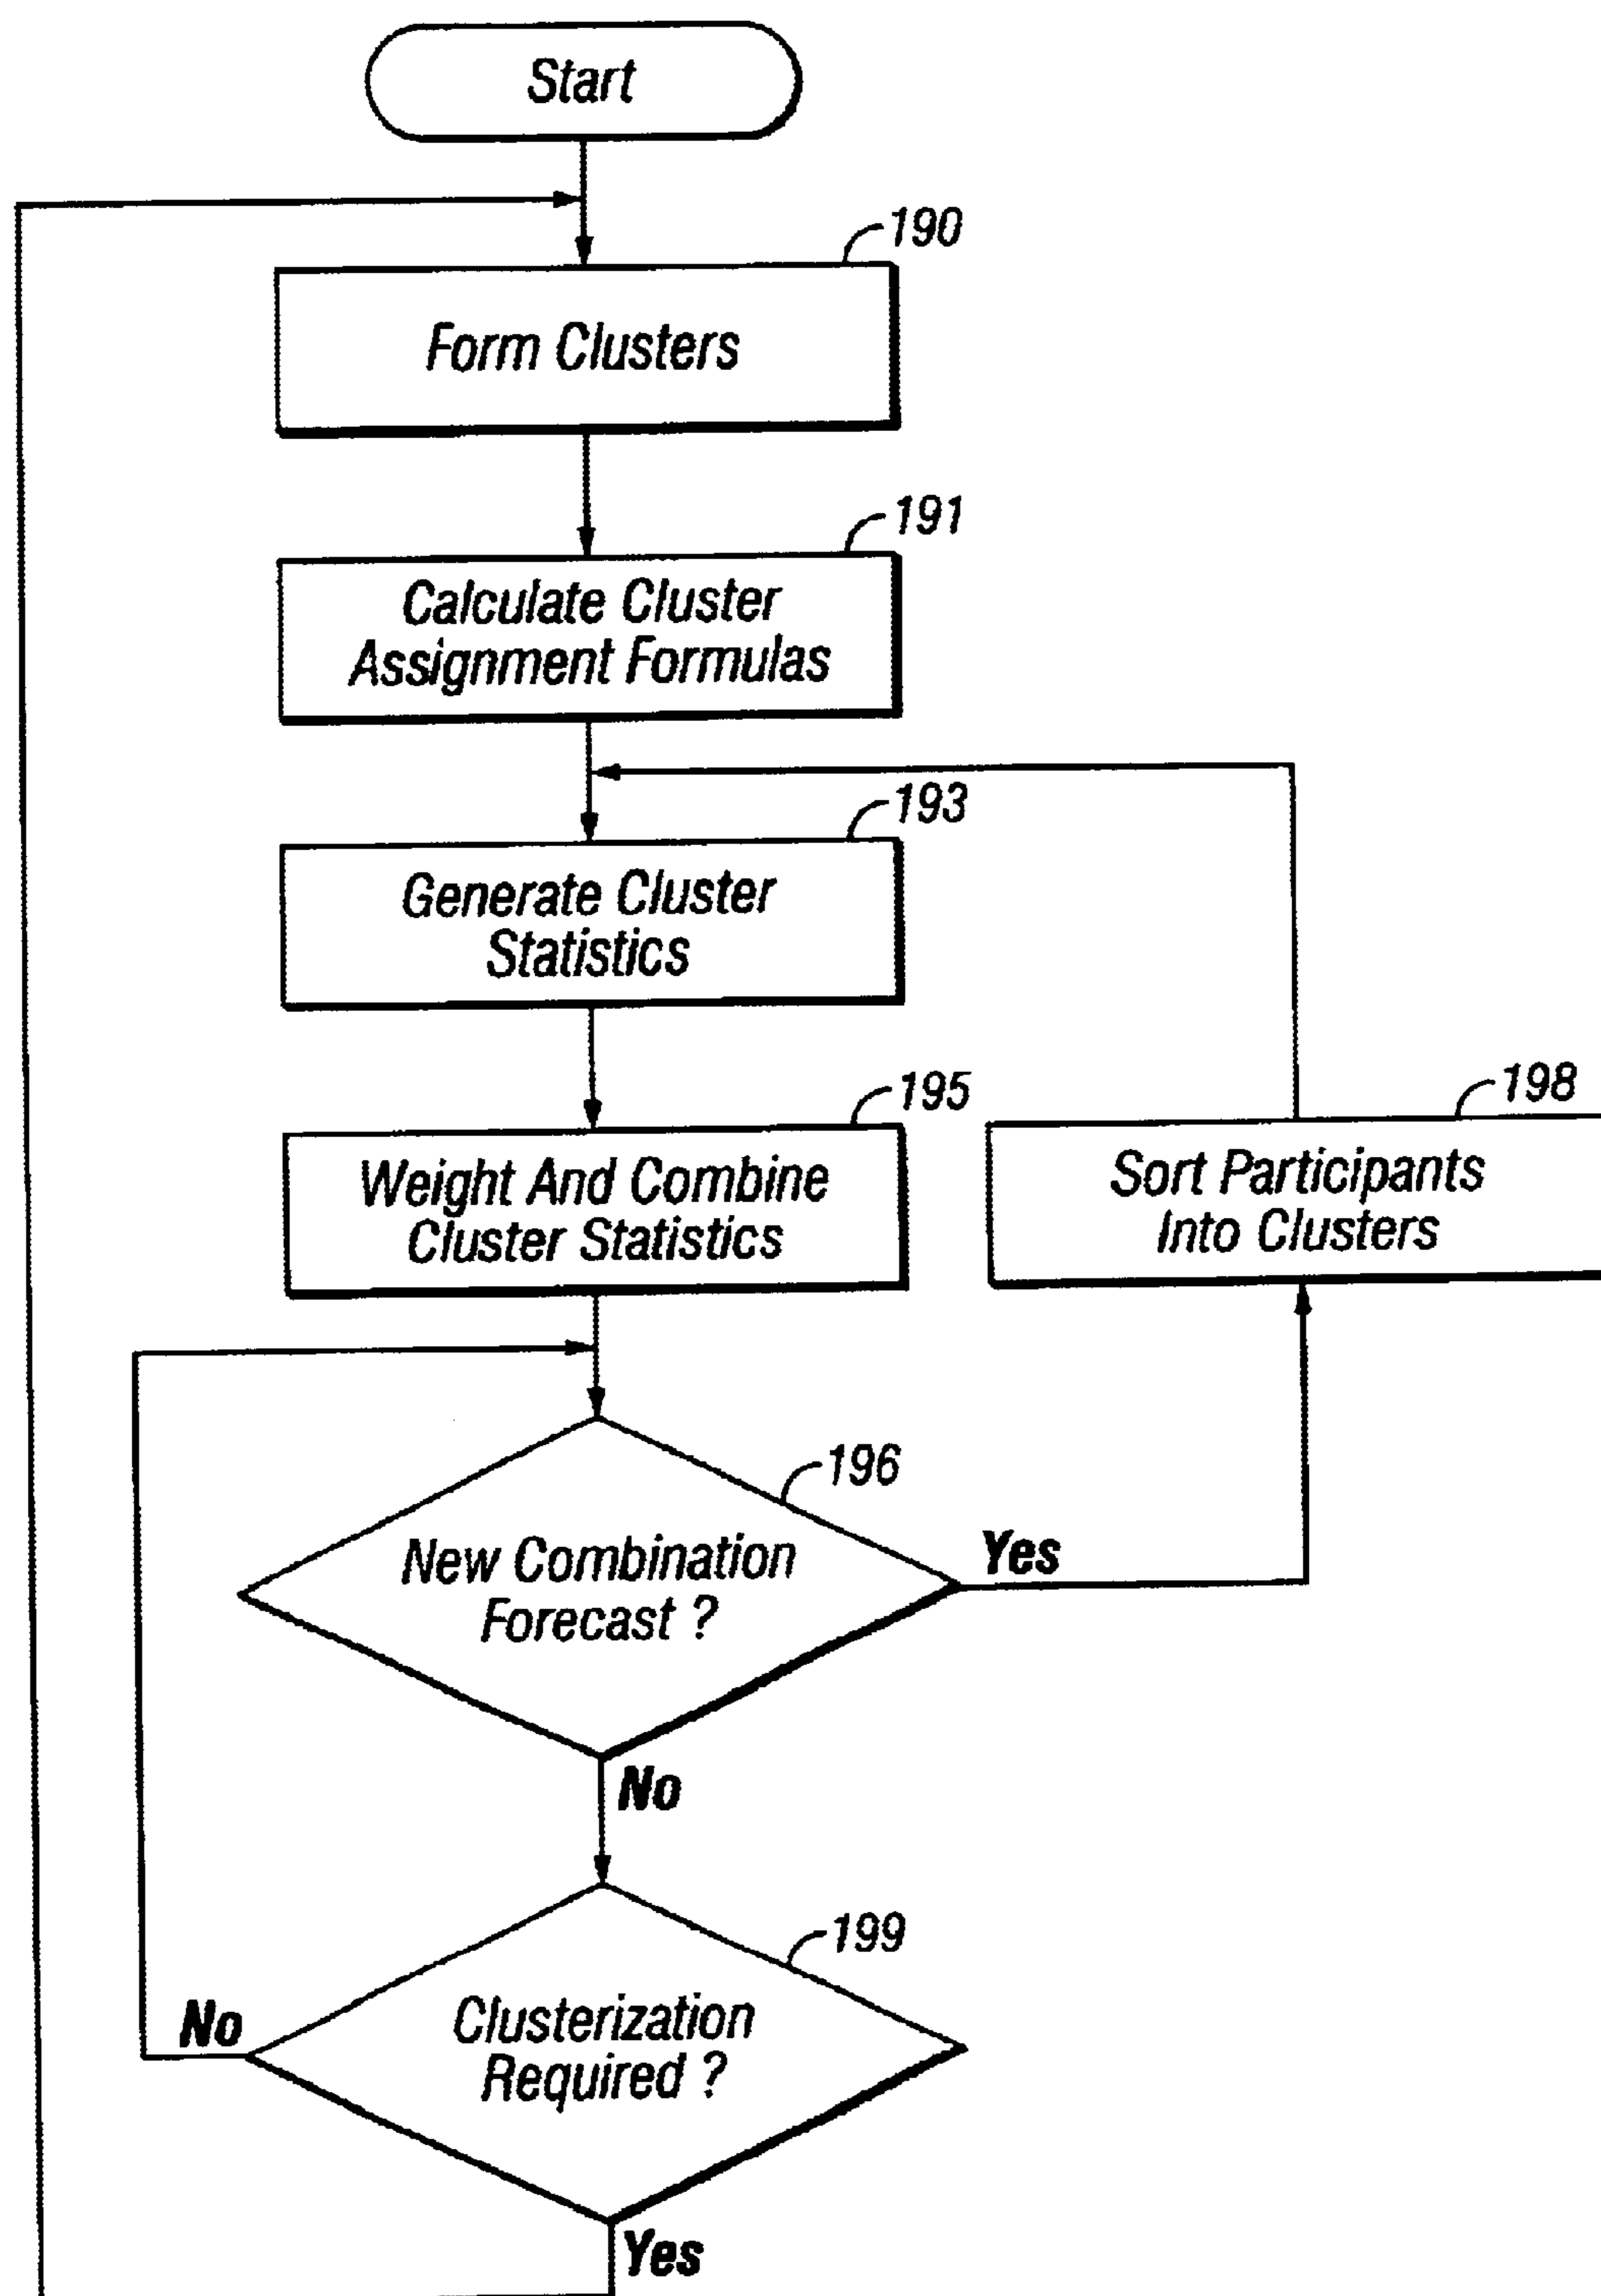 Start
190
Form Clusters
191
Calculate Cluster
Assignment Formulas
193
Generate Cluster
Statistics
195
Weight And Combine
Cluster Statistics
198
Sort Participants
Into Clusters
196
New Combination
Forecast ?
Yes
No
199
Clusterization
Required ?
No
Yes